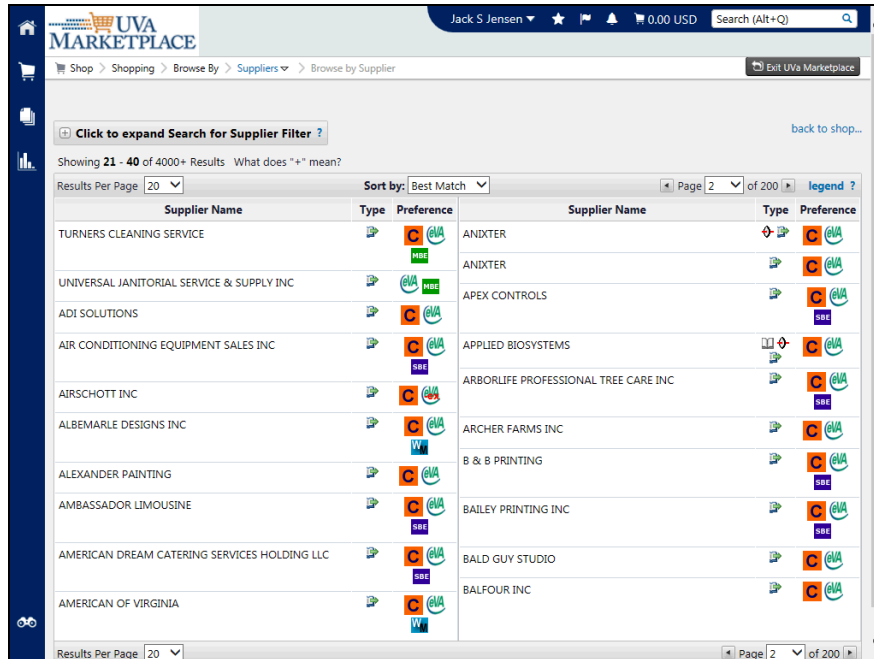 UVA
MARKETPLACE
Jack S Jensen
0.00 USD
Search (Alt+Q)
Shop > Shopping > Browse By > Suppliers > Browse by Supplier
Exit UVa Marketplace
Click to expand Search for Supplier Filter ?
back to shop...
Showing 21 - 40 of 4000+ Results What does "+" mean?
Results Per Page 20 Sort by: Best Match Page 2 of 200 legend ?
Supplier Name Type Preference
TURNERS CLEANING SERVICE C eVA MBE
UNIVERSAL JANITORIAL SERVICE & SUPPLY INC eVA MBE
ADI SOLUTIONS C eVA
AIR CONDITIONING EQUIPMENT SALES INC C eVA SBE
AIRSCHOTT INC C
ALBEMARLE DESIGNS INC C eVA WM
ALEXANDER PAINTING C eVA
AMBASSADOR LIMOUSINE C eVA SBE
AMERICAN DREAM CATERING SERVICES HOLDING LLC C eVA SBE
AMERICAN OF VIRGINIA C eVA WM
Supplier Name Type Preference
ANIXTER C eVA
ANIXTER C eVA
APEX CONTROLS C eVA SBE
APPLIED BIOSYSTEMS C eVA
ARBORLIFE PROFESSIONAL TREE CARE INC C eVA SBE
ARCHER FARMS INC C eVA
B & B PRINTING C eVA SBE
BAILEY PRINTING INC C eVA SBE
BALD GUY STUDIO C eVA
BALFOUR INC C eVA
Results Per Page 20 Page 2 of 200